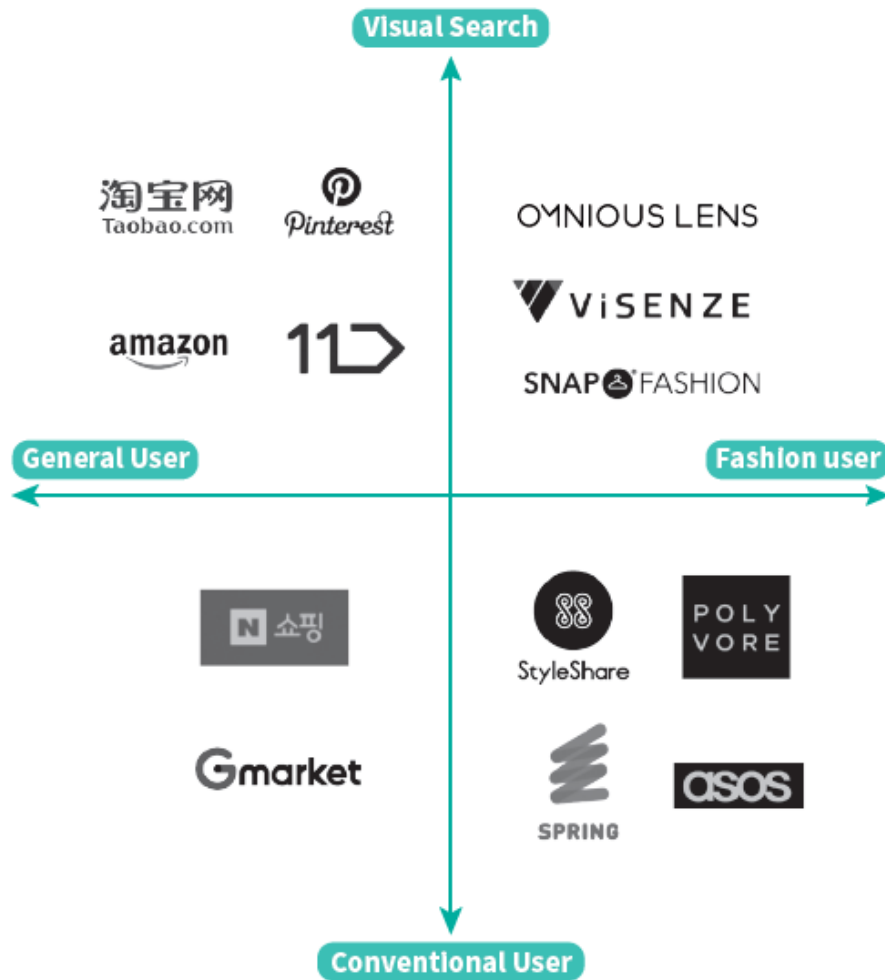 Visual Search
淘宝网
Taobao.com
Pinterest
OMNIOUS LENS
ViSENZE
amazon
11
SNAP FASHION
General User
Fashion user
N 쇼핑
StyleShare
POLY
VORE
Gmarket
SPRING
asos
Conventional User